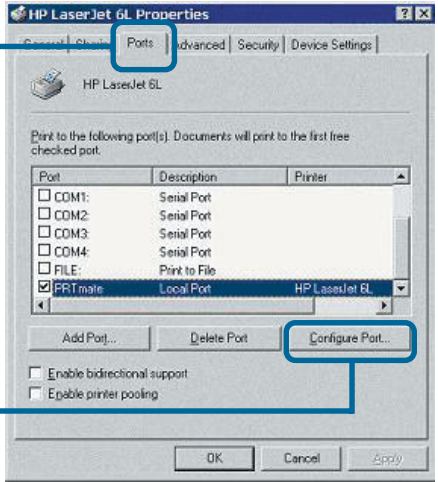 HP LaserJet 6L Properties
General Sharing Ports Advanced Security Device Settings
HP LaserJet 6L
Print to the following port(s). Documents will print to the first free
checked port.
Port Description Printer
COM1: Serial Port
COM2: Serial Port
COM3: Serial Port
COM4: Serial Port
FILE: Print to File
PRTmate Local Port HP LaserJet 6L
Add Port... Delete Port Configure Port...
Enable bidirectional support
Enable printer pooling
OK Cancel Apply